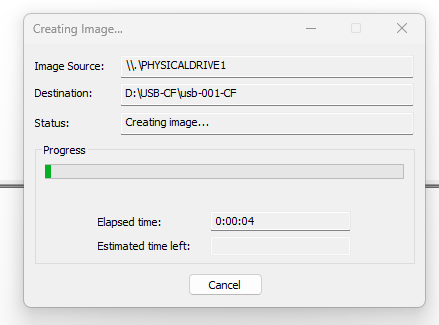 Creating Image...
Image Source: \\.\PHYSICALDRIVE1
Destination: D:\USB-CF\usb-001-CF
Status: Creating image...
Progress
Elapsed time: 0:00:04
Estimated time left:
Cancel